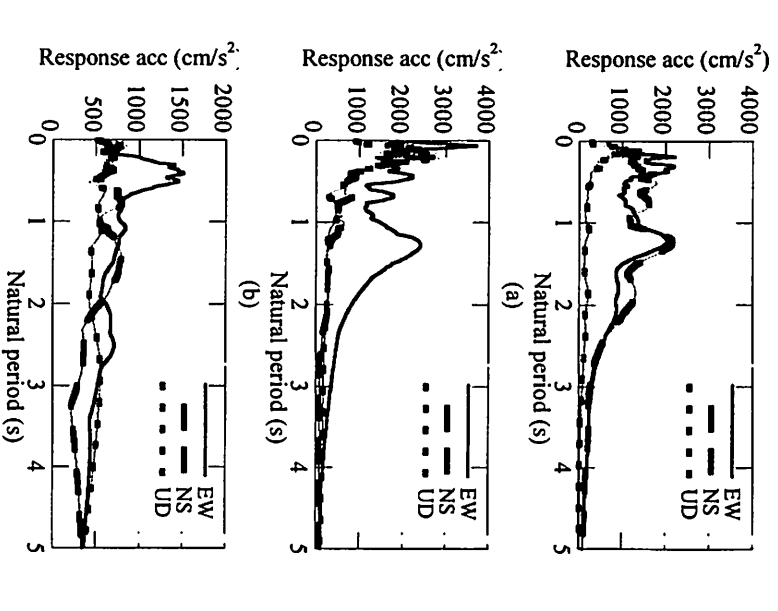 Response acc (cm/s²)
4000
3000
2000
1000
0
EW
NS
UD
0 1 2 3 4 5
Natural period (s)
(a)
Response acc (cm/s²)
4000
3000
2000
1000
0
EW
NS
UD
0 1 2 3 4 5
Natural period (s)
(b)
Response acc (cm/s²)
2000
1500
1000
500
0
EW
NS
UD
0 1 2 3 4 5
Natural period (s)